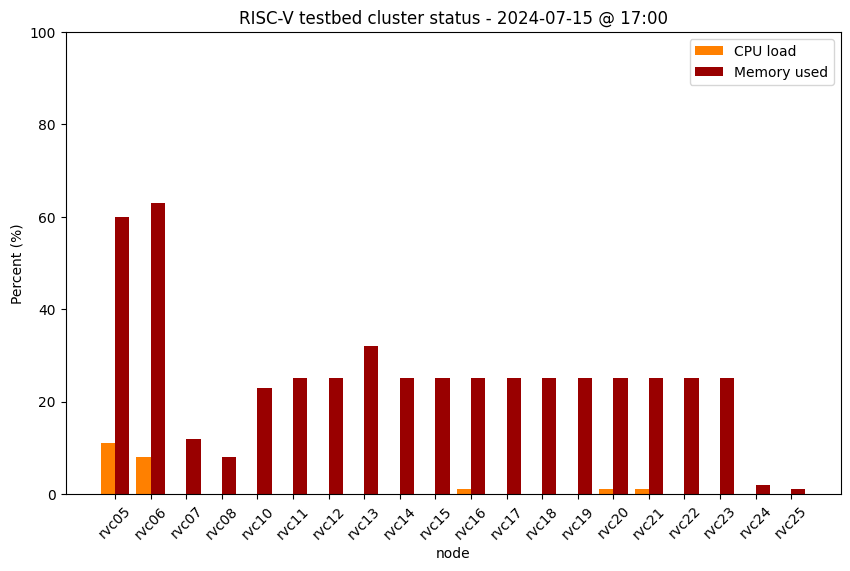 RISC-V testbed cluster status - 2024-07-15 @ 17:00
CPU load
Memory used
Percent (%)
100
80
60
40
20
0
rvc05
rvc06
rvc07
rvc08
rvc10
rvc11
rvc12
rvc13
rvc14
rvc15
rvc16
rvc17
rvc18
rvc19
rvc20
rvc21
rvc22
rvc23
rvc24
rvc25
node